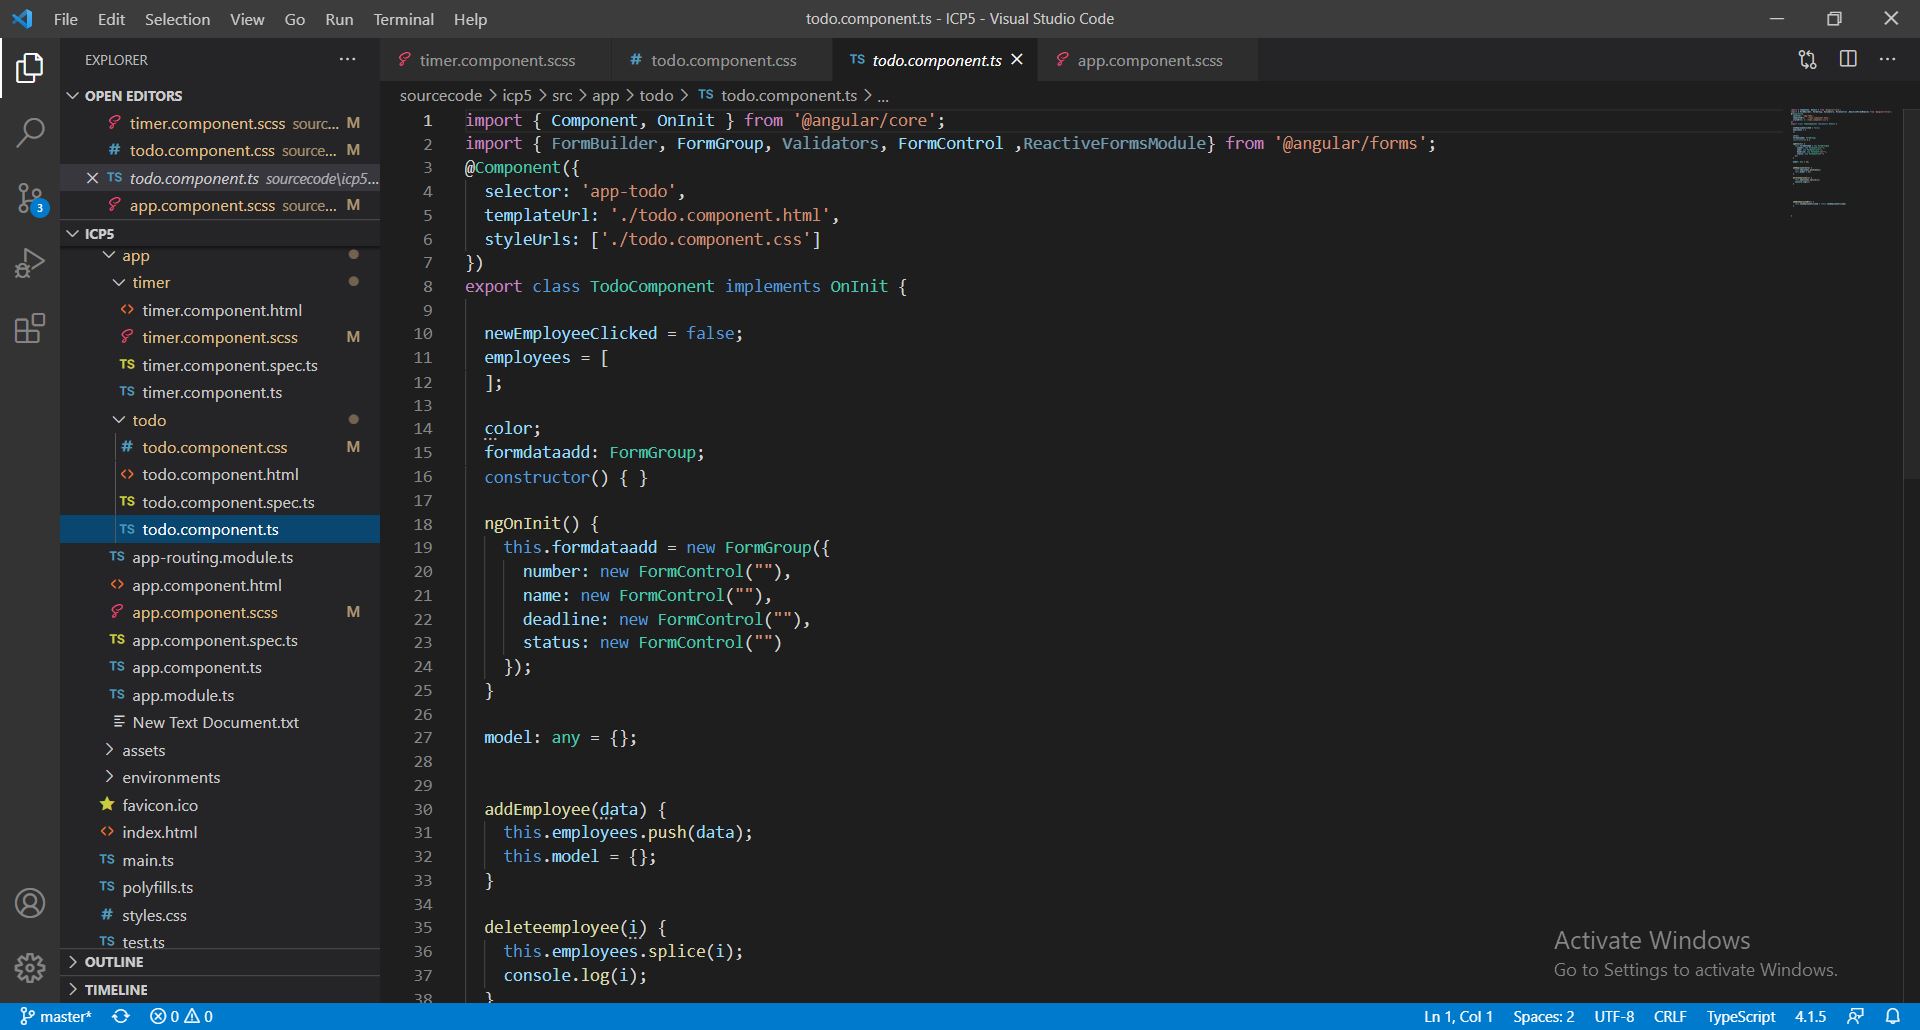 File Edit Selection View Go Run Terminal Help
todo.component.ts - ICP5 - Visual Studio Code
EXPLORER
OPEN EDITORS
timer.component.scss sourc... M
# todo.component.css source... M
TS todo.component.ts sourcecode\icp5...
app.component.scss source... M
ICP5
app
timer
timer.component.html
timer.component.scss M
TS timer.component.spec.ts
TS timer.component.ts
todo
# todo.component.css M
todo.component.html
TS todo.component.spec.ts
TS todo.component.ts
TS app-routing.module.ts
app.component.html
app.component.scss M
TS app.component.spec.ts
TS app.component.ts
TS app.module.ts
New Text Document.txt
assets
environments
favicon.ico
index.html
TS main.ts
TS polyfills.ts
# styles.css
TS test.ts
OUTLINE
TIMELINE
3
timer.component.scss
# todo.component.css
TS todo.component.ts
app.component.scss
sourcecode > icp5 > src > app > todo > TS todo.component.ts > ...
1 import { Component, OnInit } from '@angular/core';
2 import { FormBuilder, FormGroup, Validators, FormControl ,ReactiveFormsModule} from '@angular/forms';
3 @Component({
4 selector: 'app-todo',
5 templateUrl: './todo.component.html',
6 styleUrls: ['./todo.component.css']
7 })
8 export class TodoComponent implements OnInit {
9
10 newEmployeeClicked = false;
11 employees = [
12 ];
13
14 color;
15 formdataadd: FormGroup;
16 constructor() { }
17
18 ngOnInit() {
19 this.formdataadd = new FormGroup({
20 number: new FormControl(""),
21 name: new FormControl(""),
22 deadline: new FormControl(""),
23 status: new FormControl("")
24 });
25 }
26
27 model: any = {};
28
29
30 addEmployee(data) {
31 this.employees.push(data);
32 this.model = {};
33 }
34
35 deleteemployee(i) {
36 this.employees.splice(i);
37 console.log(i);
38 }
Activate Windows
Go to Settings to activate Windows.
master* 0 0
Ln 1, Col 1 Spaces: 2 UTF-8 CRLF TypeScript 4.1.5